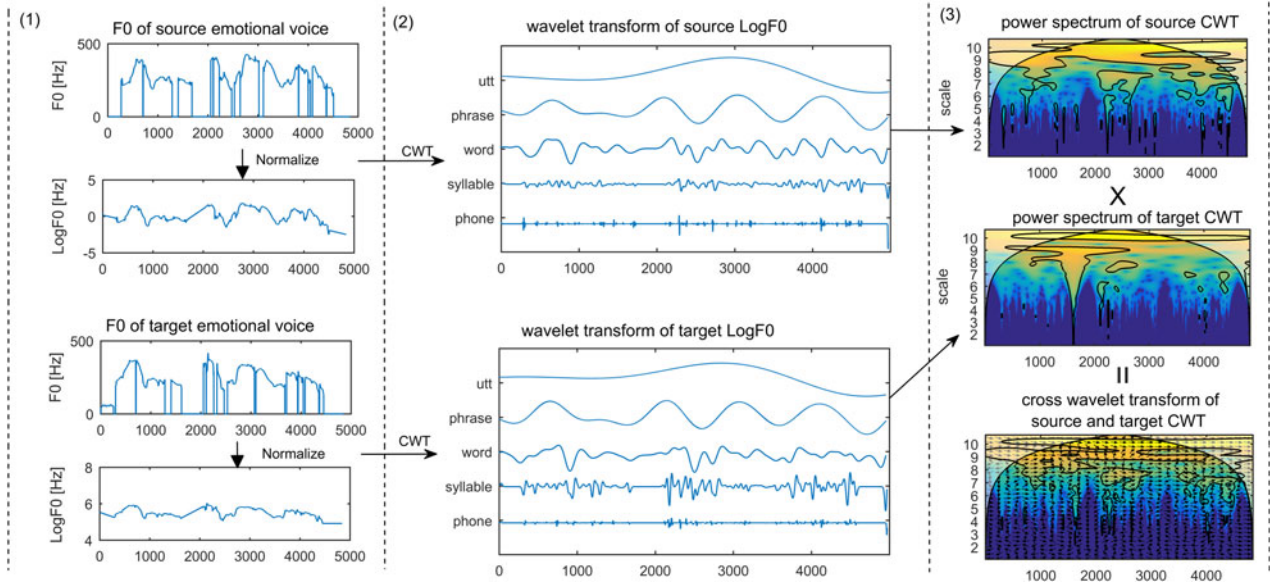 (1)
F0 of source emotional voice
500
F0 [Hz]
0
0 1000 2000 3000 4000 5000
Normalize
5
LogF0
0
-5
0 1000 2000 3000 4000 5000
F0 of target emotional voice
500
F0 [Hz]
0
0 1000 2000 3000 4000 5000
Normalize
8
LogF0
6
4
0 1000 2000 3000 4000 5000
CWT
CWT
(2)
wavelet transform of source LogF0
utt
phrase
word
syllable
phone
0 1000 2000 3000 4000
wavelet transform of target LogF0
utt
phrase
word
syllable
phone
0 1000 2000 3000 4000
(3)
power spectrum of source CWT
scale
10
9
8
7
6
5
4
3
2
1000 2000 3000 4000
X
power spectrum of target CWT
scale
10
9
8
7
6
5
4
3
2
1000 2000 3000 4000
=
cross wavelet transform of
source and target CWT
10
9
8
7
6
5
4
3
2
1000 2000 3000 4000